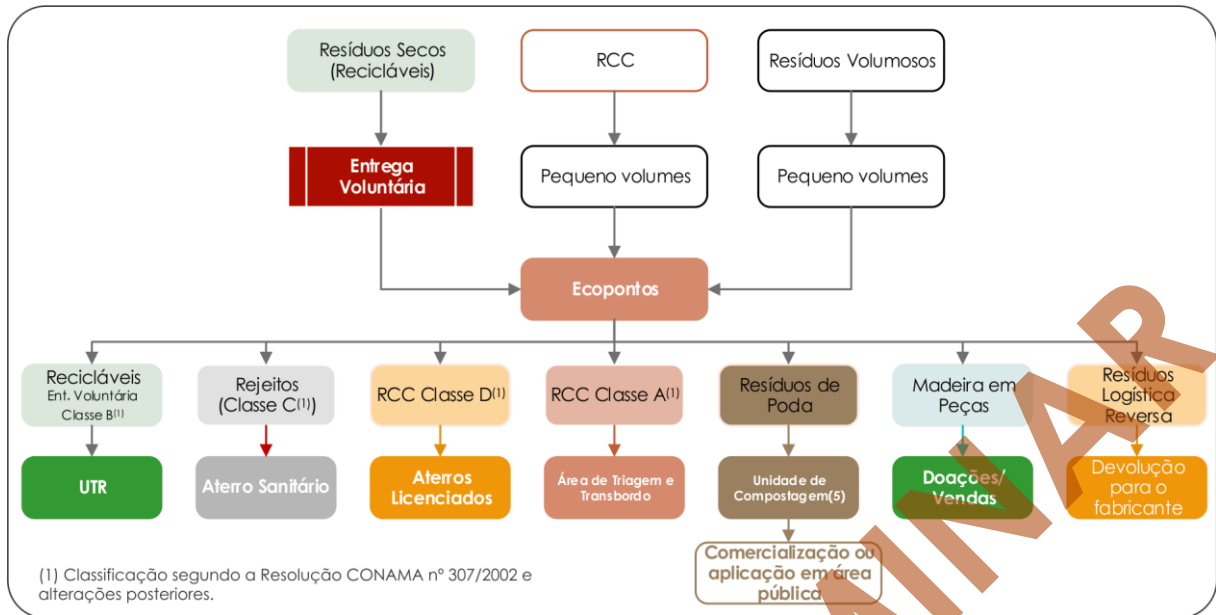 Resíduos Secos
(Recicláveis)
RCC
Resíduos Volumosos
Entrega
Voluntária
Pequeno volumes
Pequeno volumes
Ecopontos
Recicláveis
Ent. Voluntária
Classe B(1)
Rejeitos
(Classe C(1))
RCC Classe D(1)
RCC Classe A(1)
Resíduos de
Poda
Madeira em
Peças
Resíduos
Logística
Reversa
UTR
Aterro Sanitário
Aterros
Licenciados
Área de Triagem e
Transbordo
Unidade de
Compostagem(5)
Doações/
Vendas
Devolução
para o
fabricante
Comercialização ou
aplicação em área
pública
(1) Classificação segundo a Resolução CONAMA nº 307/2002 e
alterações posteriores.
INAR